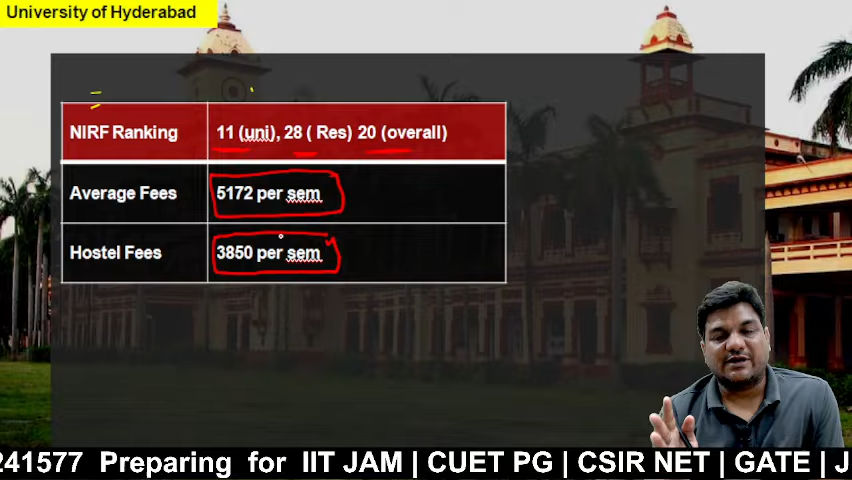 University of Hyderabad
NIRF Ranking 11 (uni), 28 ( Res) 20 (overall)
Average Fees 5172 per sem
Hostel Fees 3850 per sem
241577 Preparing for IIT JAM | CUET PG | CSIR NET | GATE | J